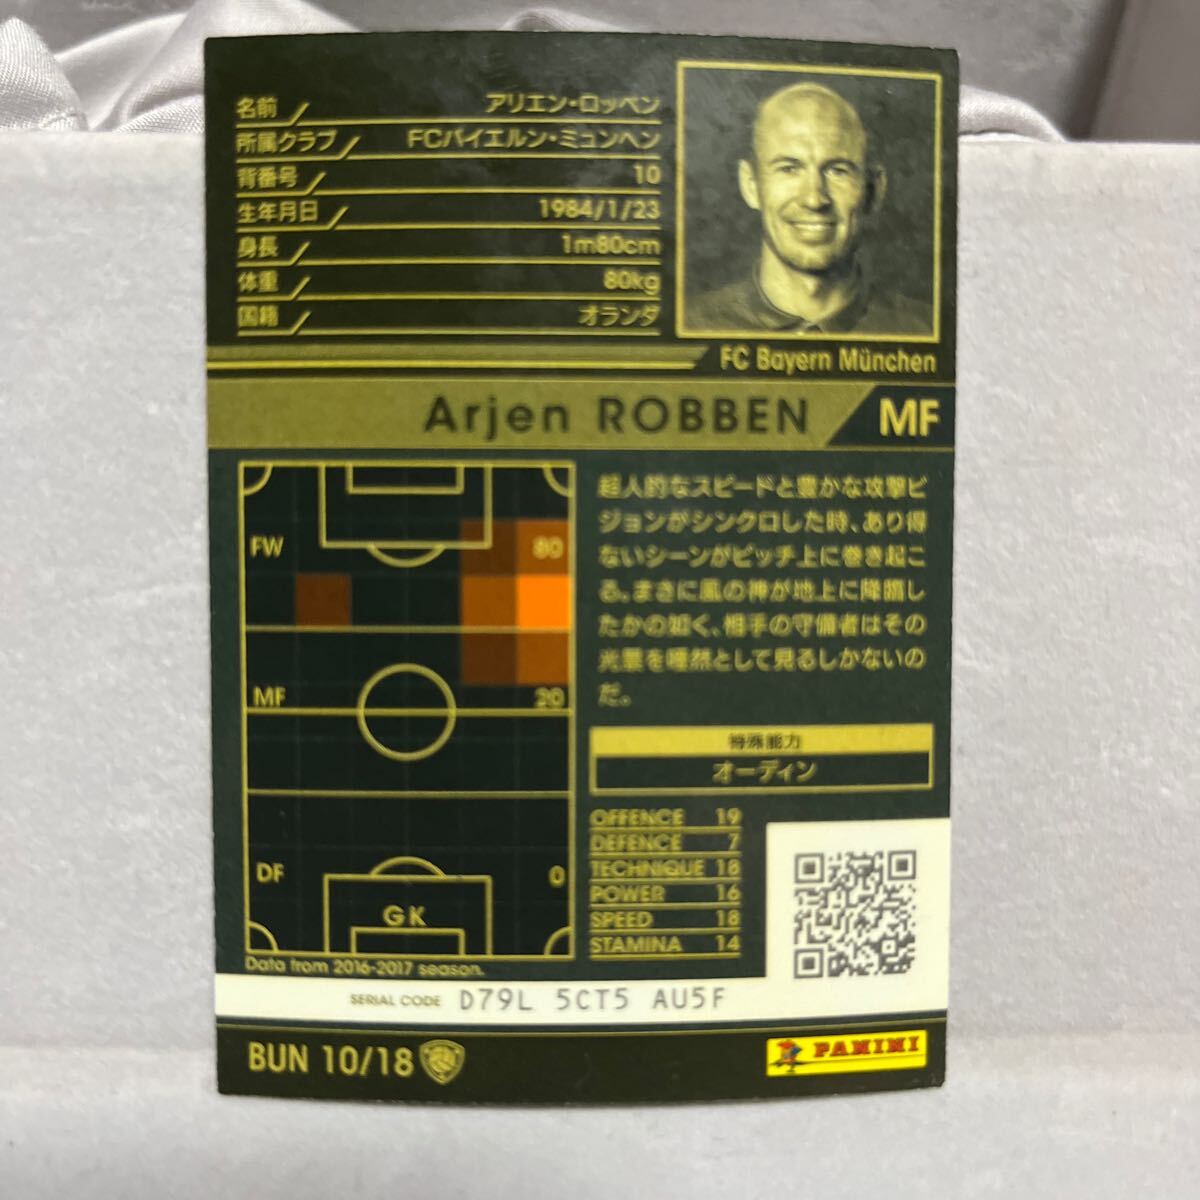 名前 アリエン・ロッベン
所属クラブ FCバイエルン・ミュンヘン
背番号 10
生年月日 1984/1/23
身長 1m80cm
体重 80kg
国籍 オランダ
FC Bayern München
Arjen ROBBEN MF
FW 80
MF 20
DF 0
GK
Data from 2016-2017 season.
超人的なスピードと豊かな攻撃ビ
ジョンがシンクロした時、あり得
ないシーンがピッチ上に巻き起こ
る。まさに風の神が地上に降臨し
たかの如く、相手の守備者はその
光景を唖然として見るしかないの
だ。
特殊能力
オーディン
OFFENCE 19
DEFENCE 7
TECHNIQUE 18
POWER 16
SPEED 18
STAMINA 14
SERIAL CODE D79L 5CT5 AU5F
BUN 10/18
PANINI